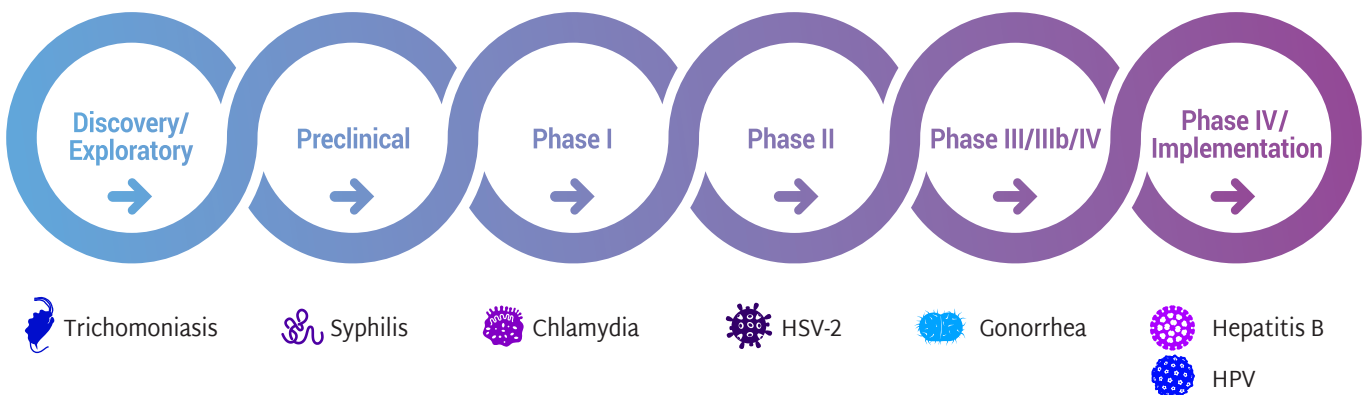 Discovery/
Exploratory
Preclinical
Phase I
Phase II
Phase III/IIIb/IV
Phase IV/
Implementation
Trichomoniasis
Syphilis
Chlamydia
HSV-2
Gonorrhea
Hepatitis B
HPV